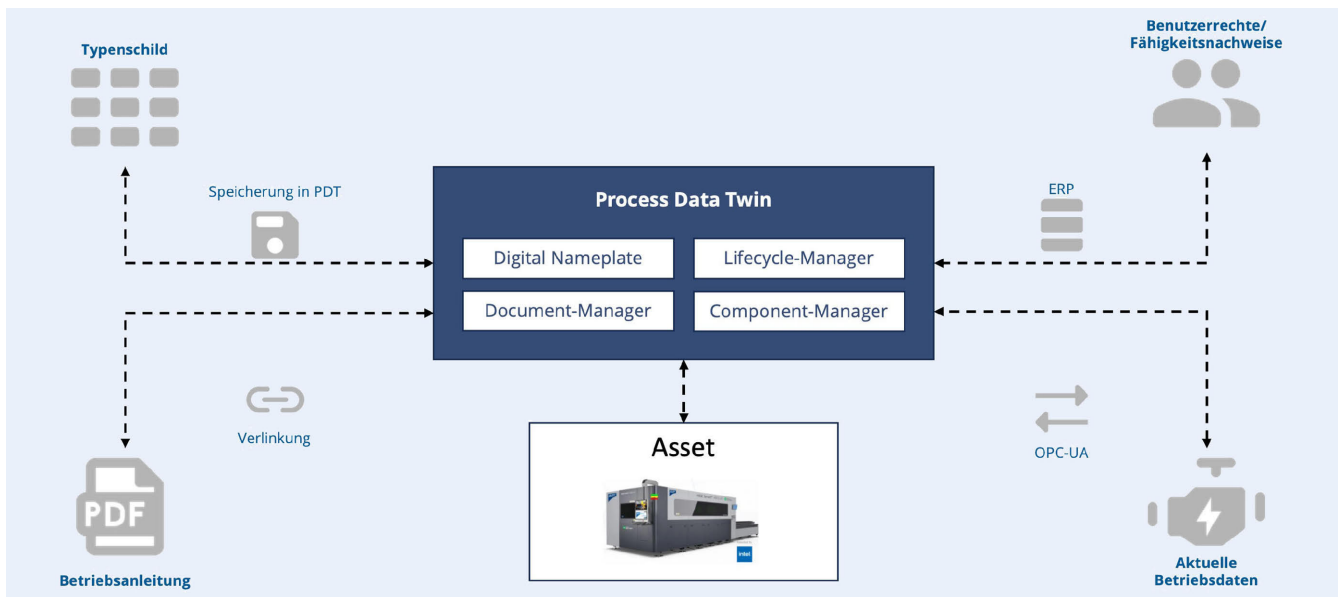 Typenschild
Benutzerrechte/
Fähigkeitsnachweise
Speicherung in PDT
Process Data Twin
ERP
Digital Nameplate
Lifecycle-Manager
Document-Manager
Component-Manager
Verlinkung
Asset
OPC-UA
PDF
intel
Betriebsanleitung
Aktuelle
Betriebsdaten